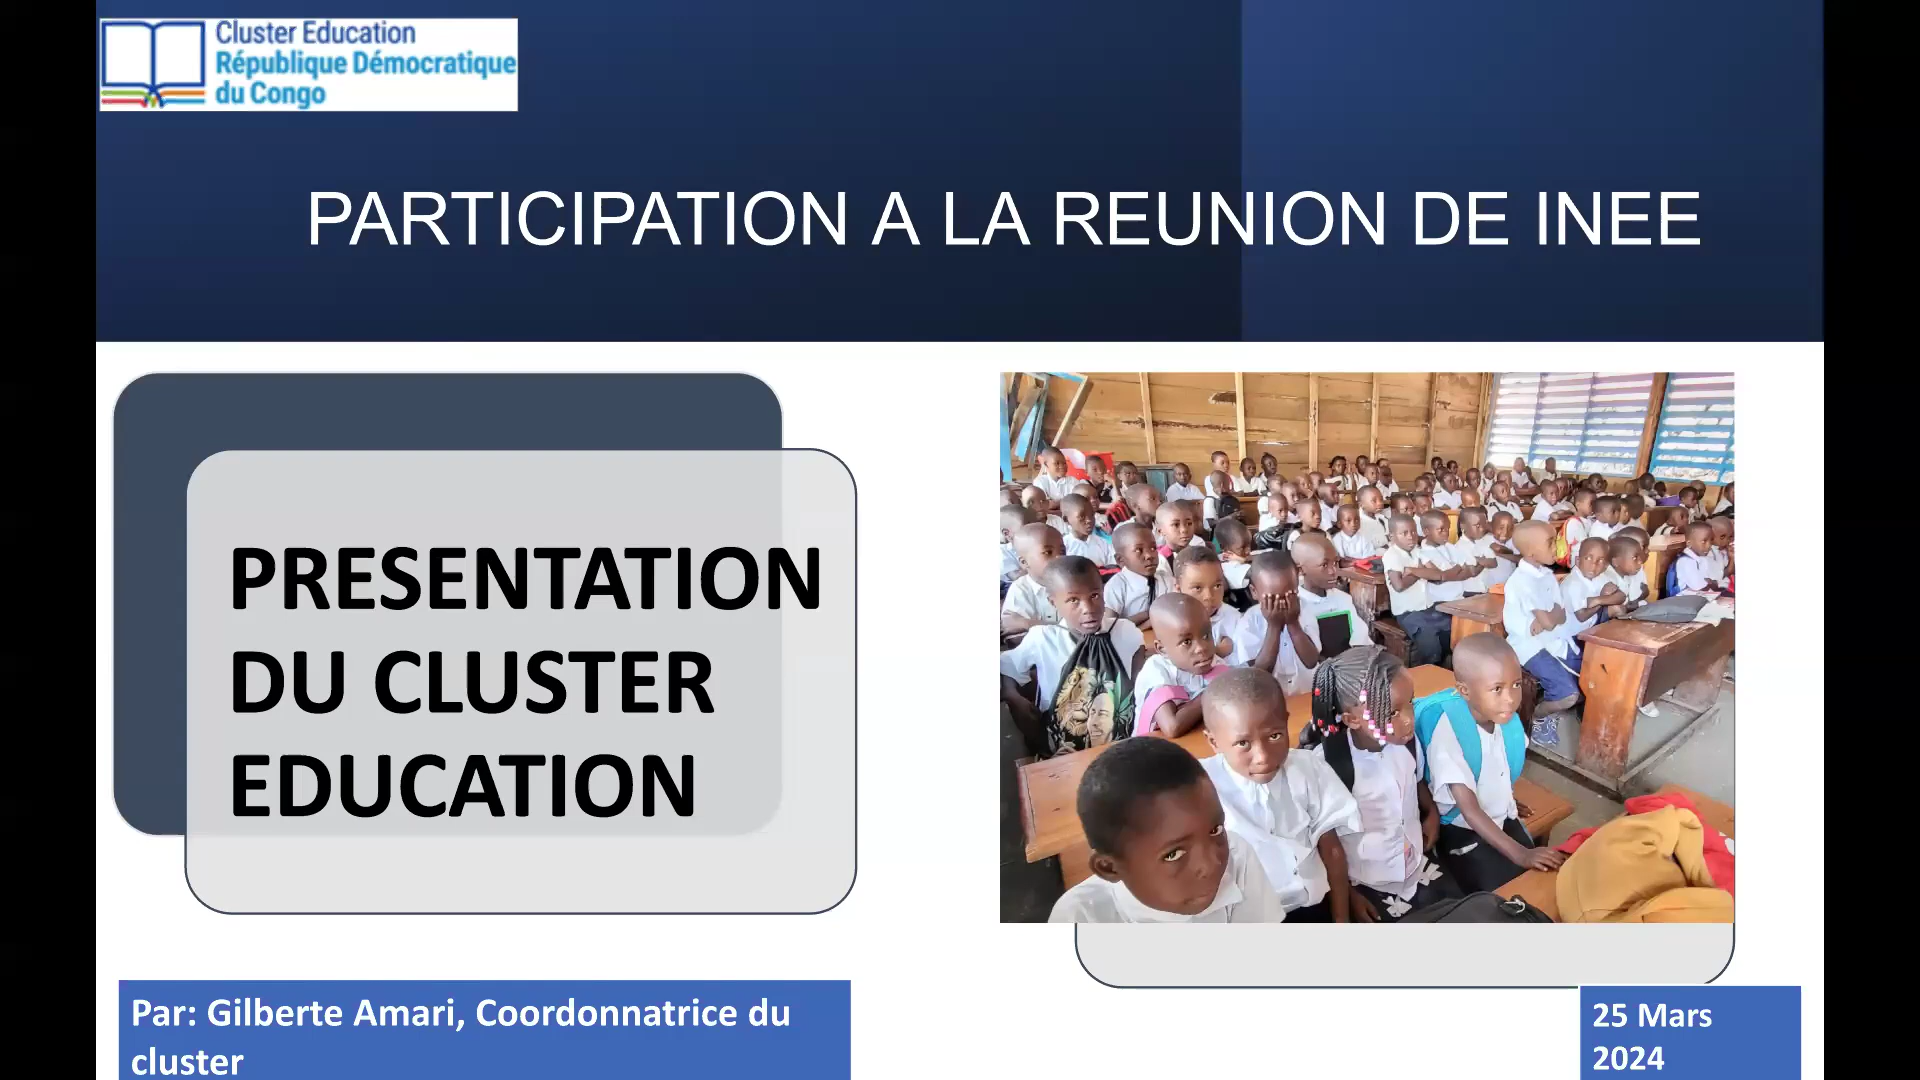 Cluster Education
République Démocratique
du Congo
PARTICIPATION A LA REUNION DE INEE
PRESENTATION
DU CLUSTER
EDUCATION
Par: Gilberte Amari, Coordonnatrice du
cluster
25 Mars
2024